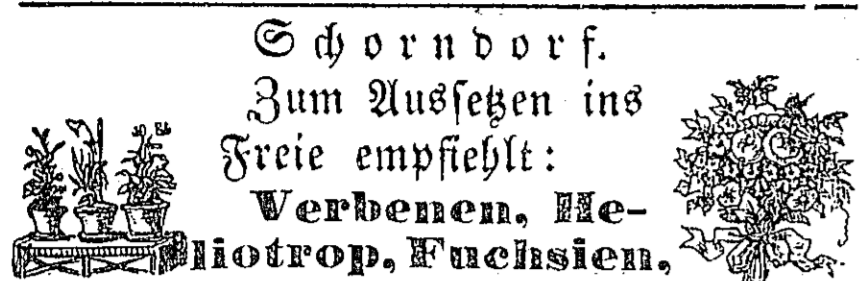 Schorndorf.
Zum Aussetzen ins
Freie empfiehlt:
Verbenen, He-
liotrop, Fuchsien,